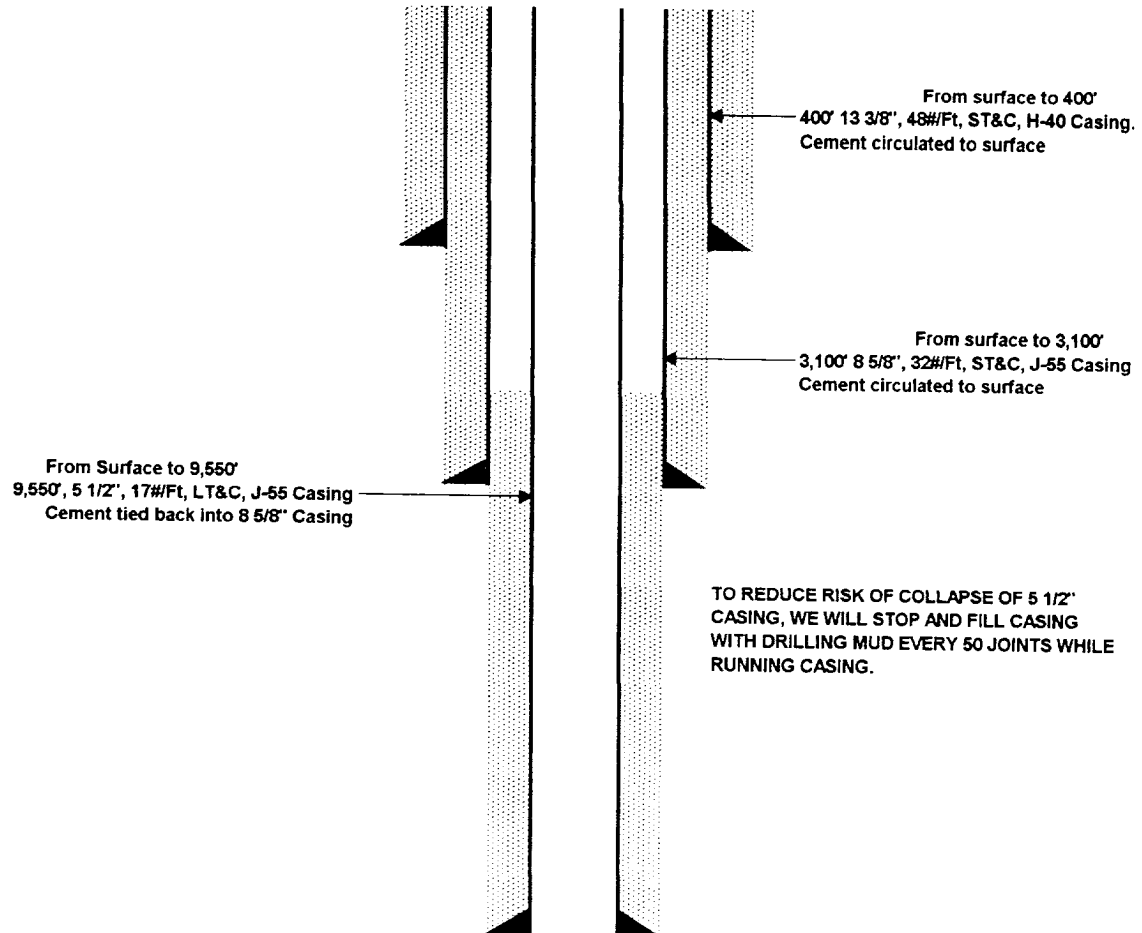 From surface to 400'
400' 13 3/8", 48#/Ft, ST&C, H-40 Casing.
Cement circulated to surface
From surface to 3,100'
3,100' 8 5/8", 32#/Ft, ST&C, J-55 Casing
Cement circulated to surface
From Surface to 9,550'
9,550', 5 1/2", 17#/Ft, LT&C, J-55 Casing
Cement tied back into 8 5/8" Casing
TO REDUCE RISK OF COLLAPSE OF 5 1/2"
CASING, WE WILL STOP AND FILL CASING
WITH DRILLING MUD EVERY 50 JOINTS WHILE
RUNNING CASING.